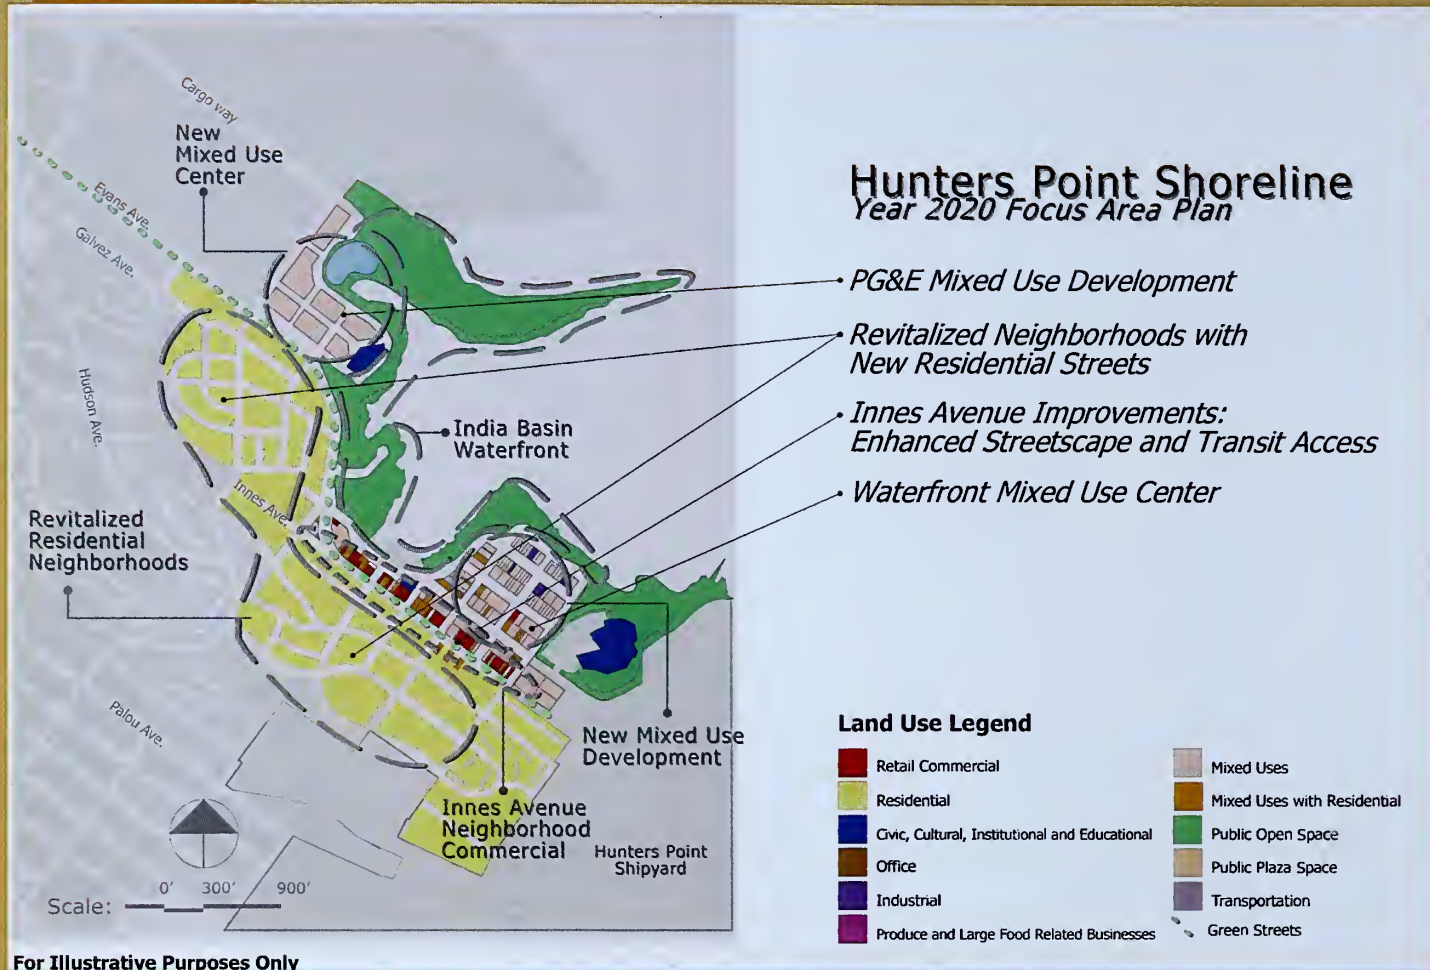 Hunters Point Shoreline
Year 2020 Focus Area Plan
PG&E Mixed Use Development
Revitalized Neighborhoods with
New Residential Streets
Innes Avenue Improvements:
Enhanced Streetscape and Transit Access
Waterfront Mixed Use Center
Cargo way
New
Mixed Use
Center
Evans Ave.
Galvez Ave.
Hudson Ave.
India Basin
Waterfront
Innes Ave.
Revitalized
Residential
Neighborhoods
Palou Ave.
New Mixed Use
Development
Innes Avenue
Neighborhood
Commercial
Hunters Point
Shipyard
0' 300' 900'
Scale:
Land Use Legend
Retail Commercial
Residential
Civic, Cultural, Institutional and Educational
Office
Industrial
Produce and Large Food Related Businesses
Mixed Uses
Mixed Uses with Residential
Public Open Space
Public Plaza Space
Transportation
Green Streets
For Illustrative Purposes Only